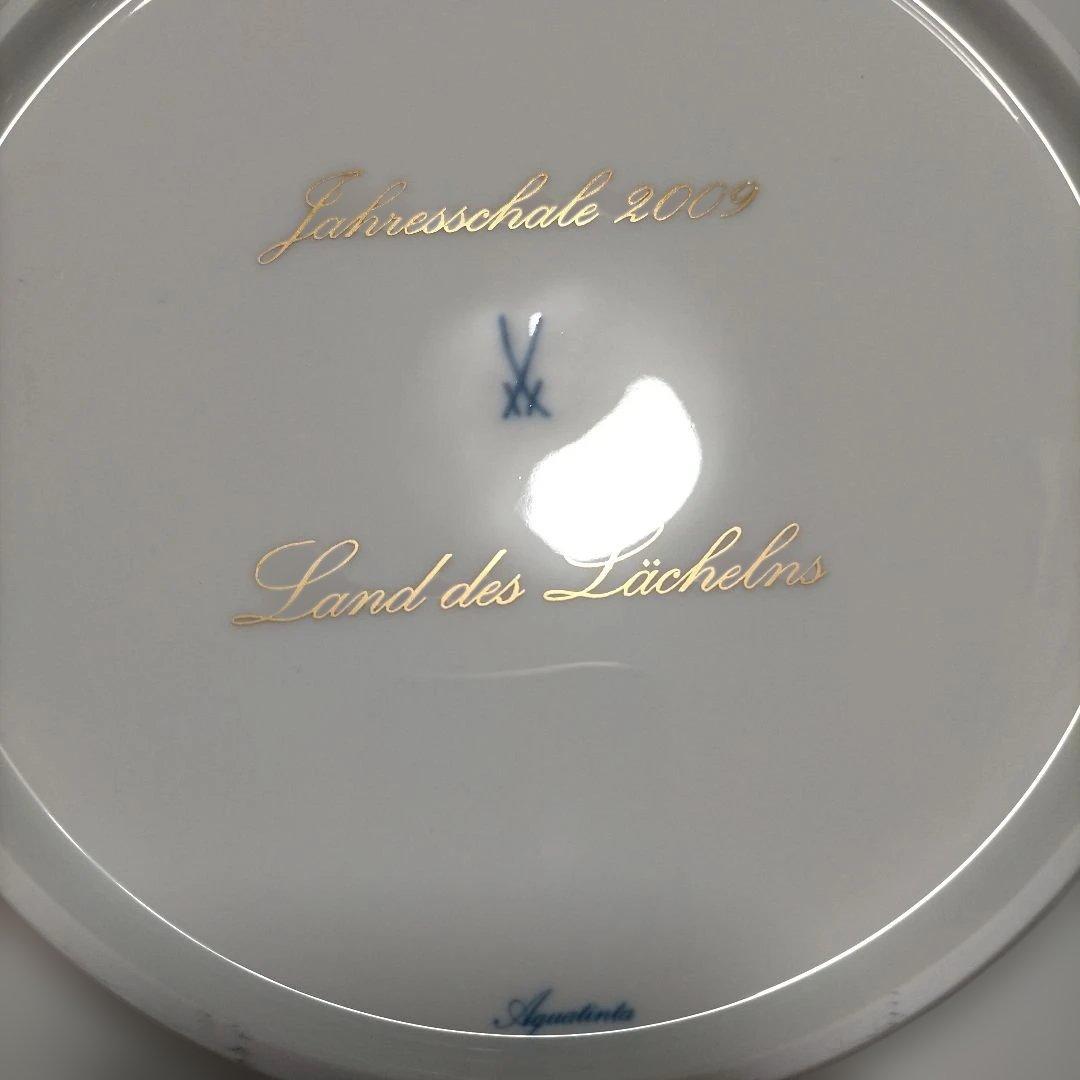 Jahresschale 2009
Land des Lächelns
Aquatinta